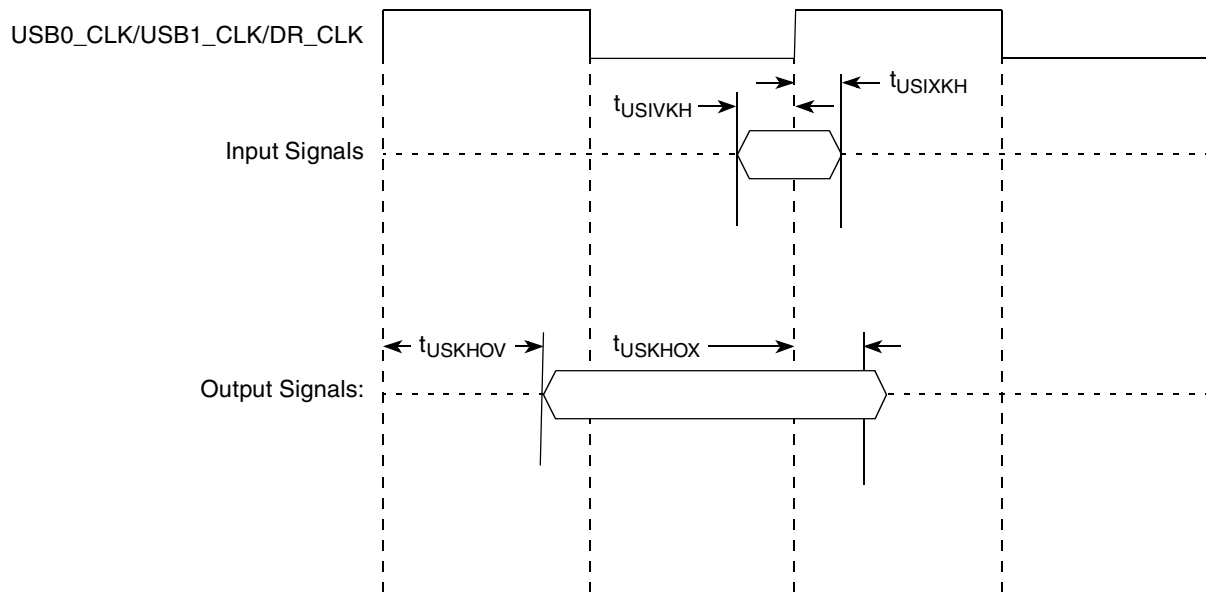 USB0_CLK/USB1_CLK/DR_CLK
tUSIXKH
tUSIVKH
Input Signals
tUSKHOV
tUSKHOX
Output Signals: